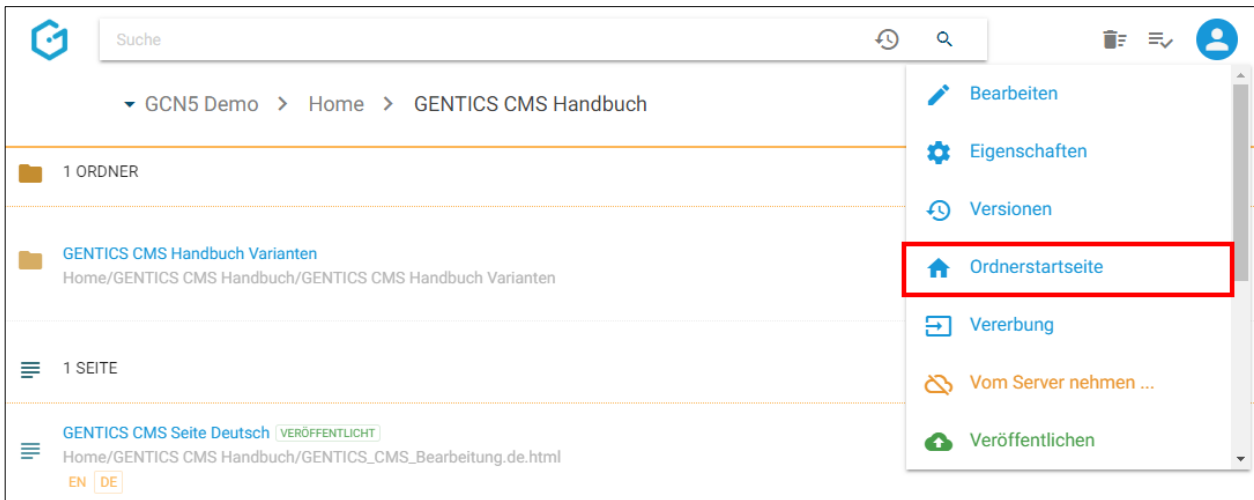 Suche
GCN5 Demo > Home > GENTICS CMS Handbuch
1 ORDNER
GENTICS CMS Handbuch Varianten
Home/GENTICS CMS Handbuch/GENTICS CMS Handbuch Varianten
1 SEITE
GENTICS CMS Seite Deutsch VERÖFFENTLICHT
Home/GENTICS CMS Handbuch/GENTICS_CMS_Bearbeitung.de.html
EN DE
Bearbeiten
Eigenschaften
Versionen
Ordnerstartseite
Vererbung
Vom Server nehmen ...
Veröffentlichen